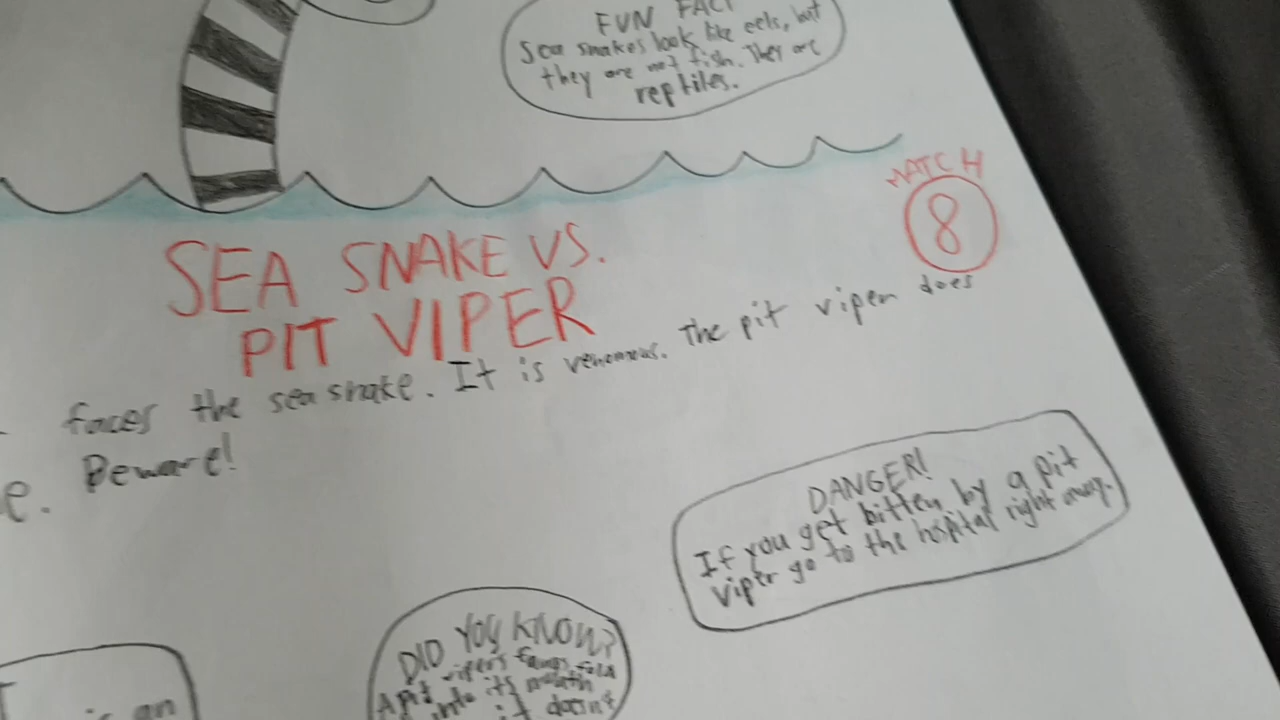 FUN FACT
Sea snakes look like eels, but
they are not fish. They are
reptiles.
MATCH
8
SEA SNAKE VS.
PIT VIPER
faces the sea snake. It is venomous. The pit viper does
e. Beware!
DANGER!
If you get bitten by a pit
viper go to the hospital right away.
DID YOU KNOW?
A pit vipers fangs fold
into its mouth
it doesn't
is an